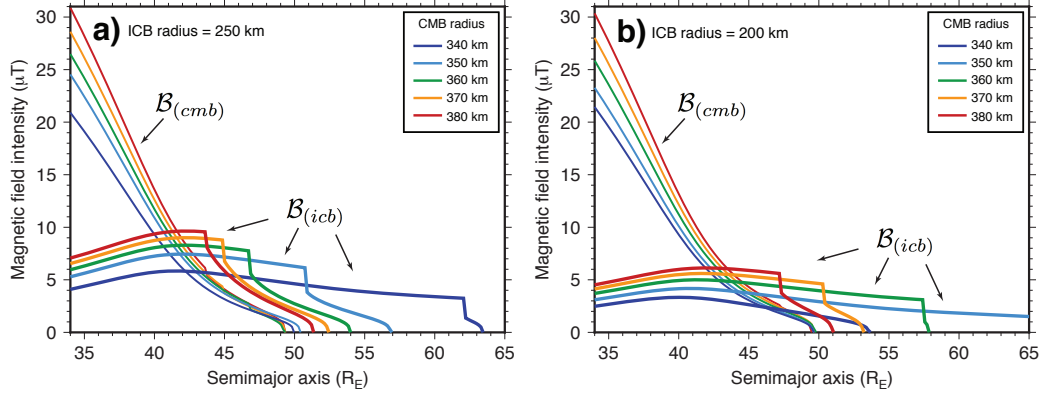 a) ICB radius = 250 km
CMB radius
340 km
350 km
360 km
370 km
380 km
B(cmb)
B(icb)
Magnetic field intensity (μT)
0
5
10
15
20
25
30
35 40 45 50 55 60 65
Semimajor axis (R_E)
b) ICB radius = 200 km
CMB radius
340 km
350 km
360 km
370 km
380 km
B(cmb)
B(icb)
Magnetic field intensity (μT)
0
5
10
15
20
25
30
35 40 45 50 55 60 65
Semimajor axis (R_E)